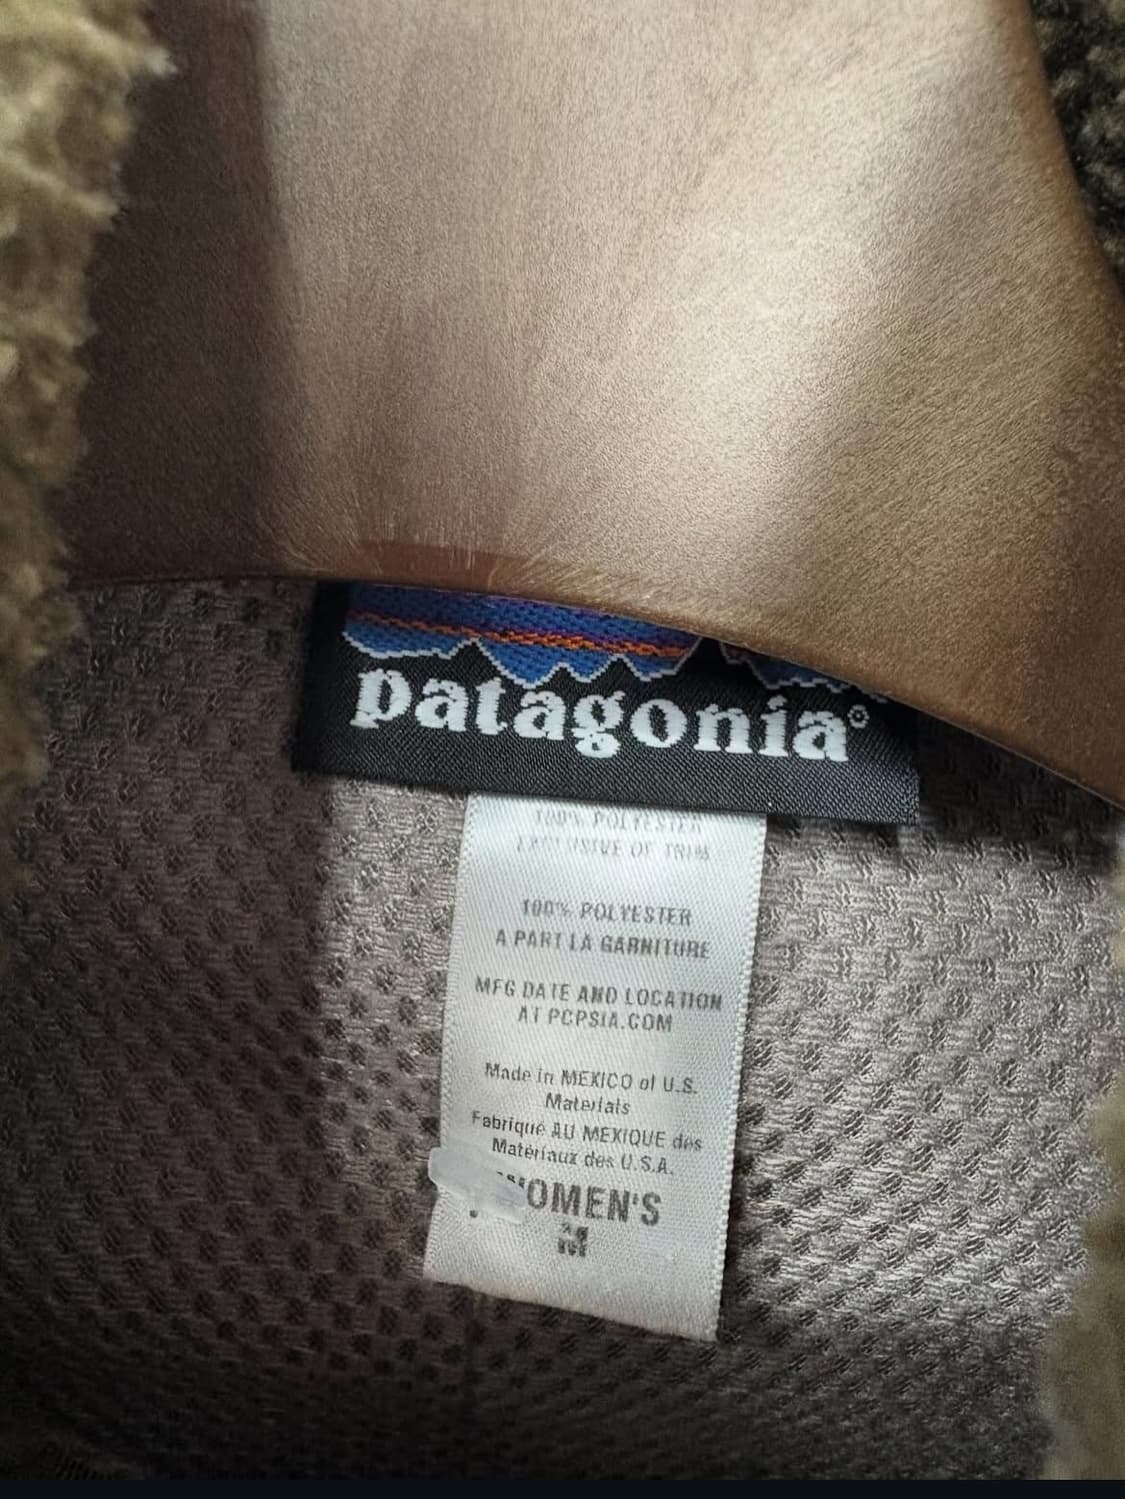 patagonia®
100% POLYESTER
EXCLUSIVE OF TRIM
100% POLYESTER
A PART LA GARNITURE
MFG DATE AND LOCATION
AT PCPSIA.COM
Made in MEXICO of U.S.
Materials
Fabriqué AU MEXIQUE des
Matériaux des U.S.A.
WOMEN'S
M